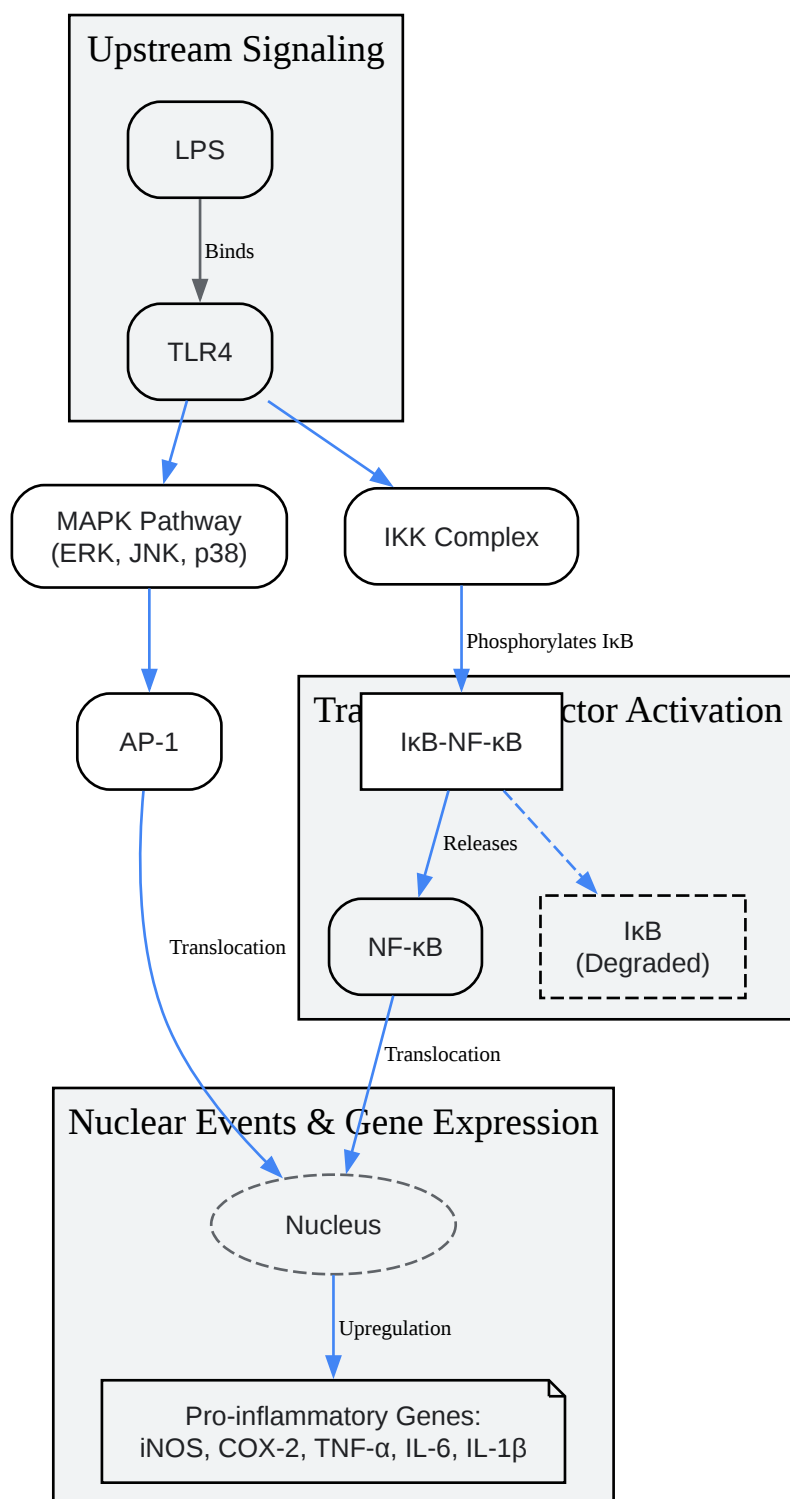 Upstream Signaling
LPS
Binds
TLR4
MAPK Pathway
(ERK, JNK, p38)
IKK Complex
Phosphorylates IκB
Activation
IκB-NF-κB
AP-1
Releases
NF-κB
IκB
(Degraded)
Translocation
Translocation
Nuclear Events & Gene Expression
Nucleus
Upregulation
Pro-inflammatory Genes:
iNOS, COX-2, TNF-α, IL-6, IL-1β